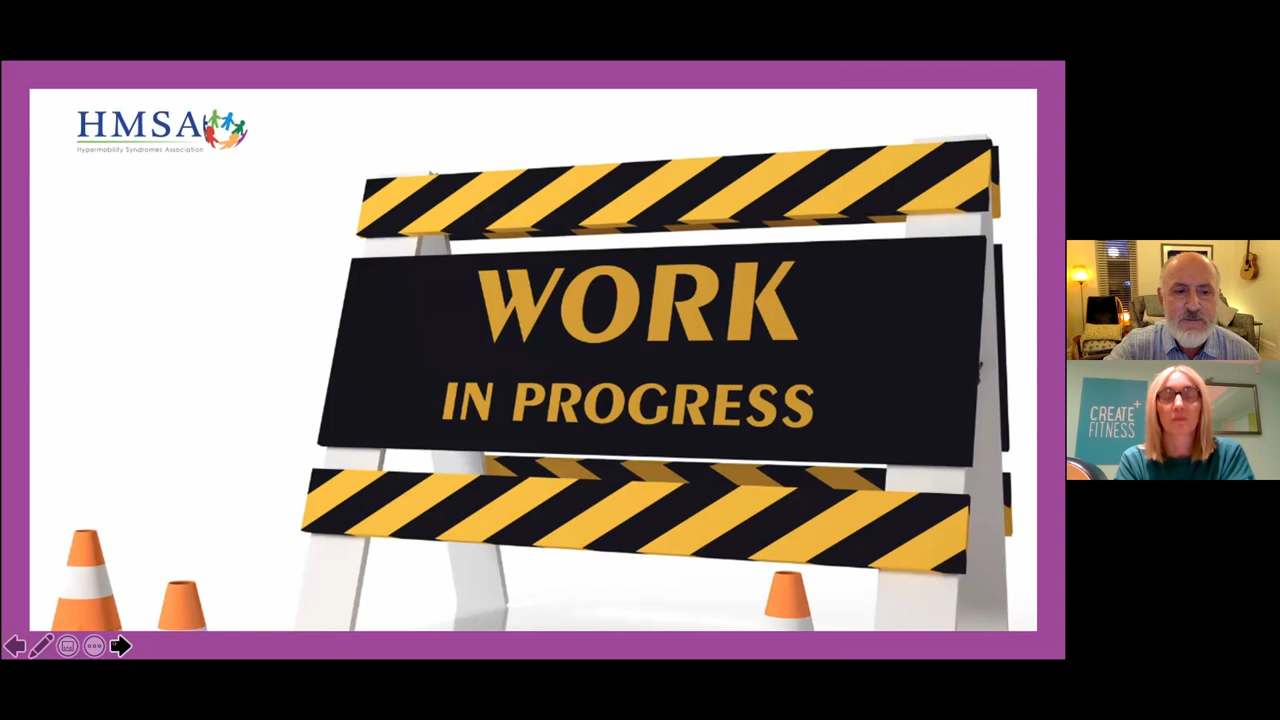 HMSA
Hypermobility Syndromes Association
WORK
IN PROGRESS
CREATE+
FITNESS